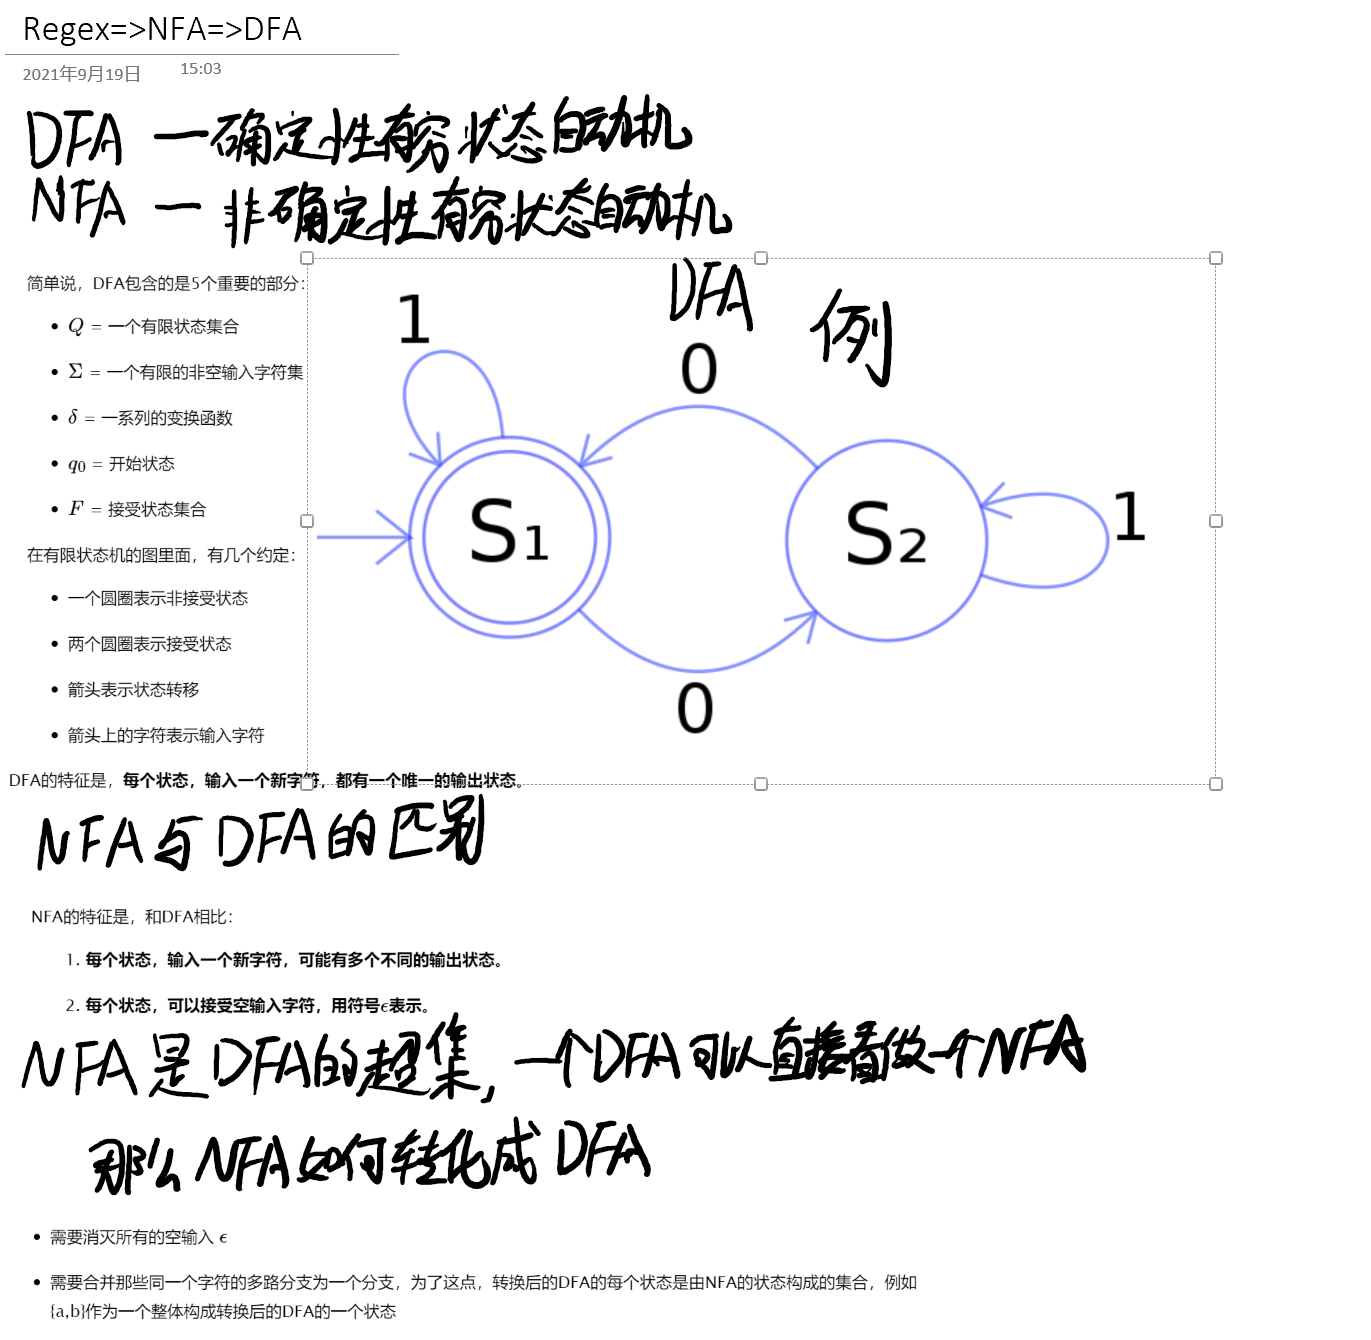 Regex=>NFA=>DFA
2021年9月19日 15:03
DFA — 确定性有穷状态自动机
NFA — 非确定性有穷状态自动机
简单说，DFA包含的是5个重要的部分：
• Q = 一个有限状态集合
• Σ = 一个有限的非空输入字符集
• δ = 一系列的变换函数
• q₀ = 开始状态
• F = 接受状态集合
在有限状态机的图里面，有几个约定：
• 一个圆圈表示非接受状态
• 两个圆圈表示接受状态
• 箭头表示状态转移
• 箭头上的字符表示输入字符
DFA 例
1
0
S₁
S₂
1
0
DFA的特征是，每个状态，输入一个新字符，都有一个唯一的输出状态。
NFA与DFA的区别
NFA的特征是，和DFA相比：
1. 每个状态，输入一个新字符，可能有多个不同的输出状态。
2. 每个状态，可以接受空输入字符，用符号ϵ表示。
NFA是DFA的超集，一个DFA可以直接看做一个NFA
那么NFA如何转化成DFA
• 需要消灭所有的空输入 ϵ
• 需要合并那些同一个字符的多路分支为一个分支，为了这点，转换后的DFA的每个状态是由NFA的状态构成的集合，例如
{a,b}作为一个整体构成转换后的DFA的一个状态